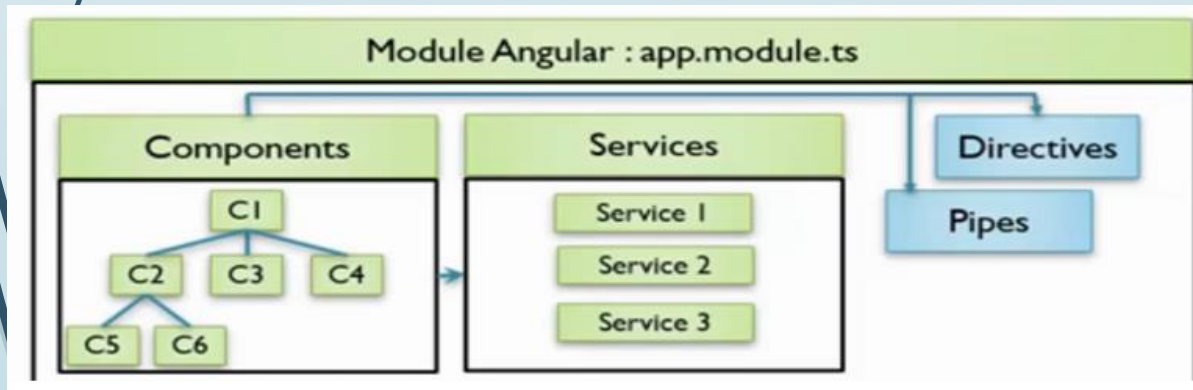 Module Angular : app.module.ts
Components
Services
Directives
Pipes
C1
C2
C3
C4
C5
C6
Service 1
Service 2
Service 3